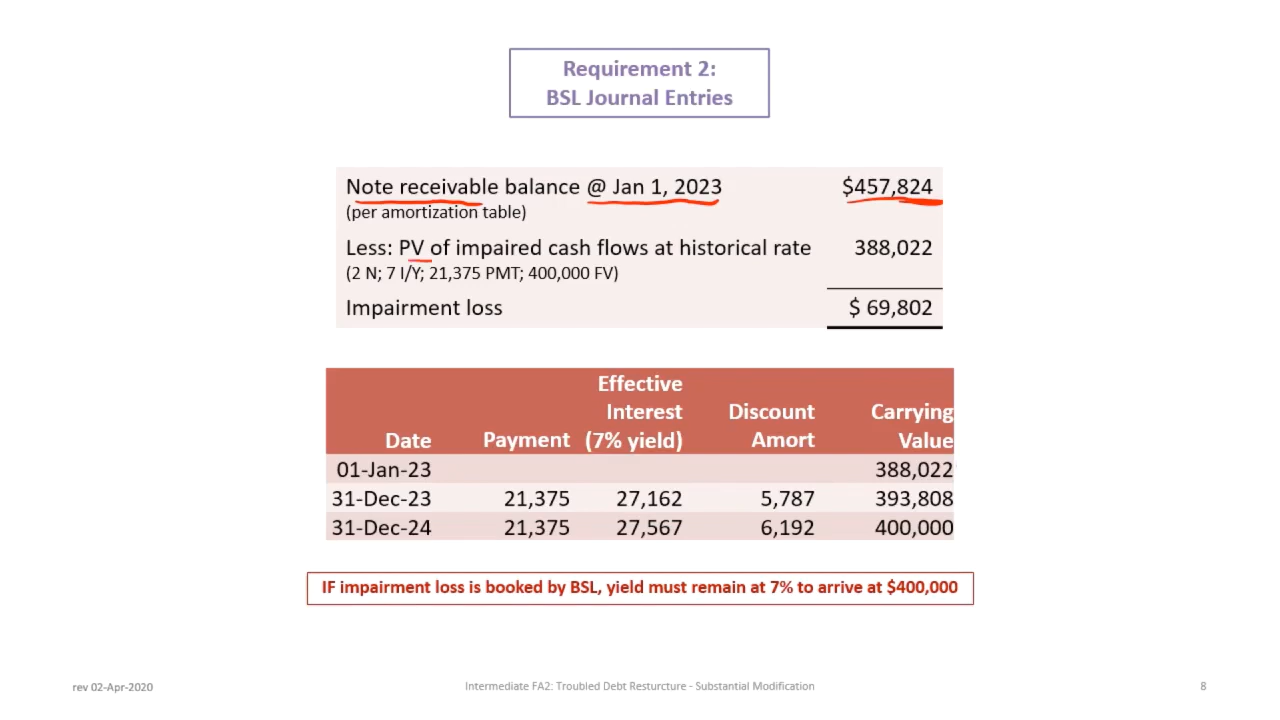 Requirement 2:
BSL Journal Entries
Note receivable balance @ Jan 1, 2023 $457,824
(per amortization table)
Less: PV of impaired cash flows at historical rate 388,022
(2 N; 7 I/Y; 21,375 PMT; 400,000 FV)
Impairment loss $ 69,802
Effective
Interest Discount Carrying
Date Payment (7% yield) Amort Value
01-Jan-23 388,022
31-Dec-23 21,375 27,162 5,787 393,808
31-Dec-24 21,375 27,567 6,192 400,000
IF impairment loss is booked by BSL, yield must remain at 7% to arrive at $400,000
rev 02-Apr-2020 Intermediate FA2: Troubled Debt Resturcture - Substantial Modification 8